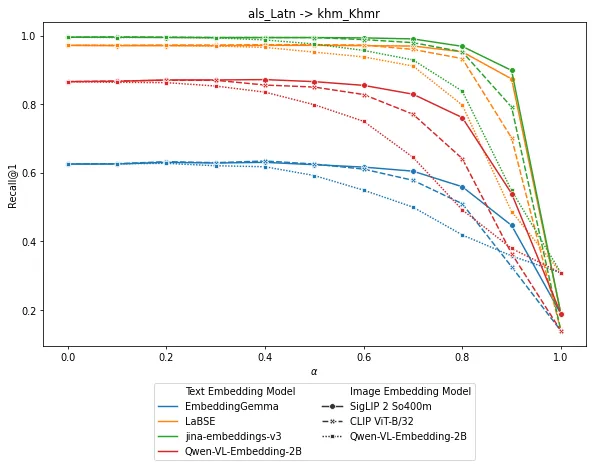 als_Latn -> khm_Khmr
Recall@1
1.0
0.8
0.6
0.4
0.2
0.0 0.2 0.4 0.6 0.8 1.0
α
Text Embedding Model Image Embedding Model
EmbeddingGemma SigLIP 2 So400m
LaBSE CLIP ViT-B/32
jina-embeddings-v3 Qwen-VL-Embedding-2B
Qwen-VL-Embedding-2B